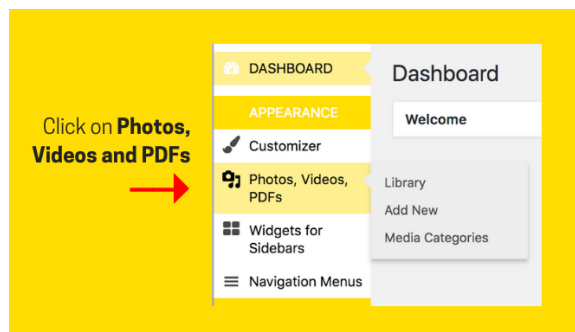 Click on Photos,
Videos and PDFs
DASHBOARD
APPEARANCE
Customizer
Photos, Videos,
PDFs
Widgets for
Sidebars
Navigation Menus
Dashboard
Welcome
Library
Add New
Media Categories